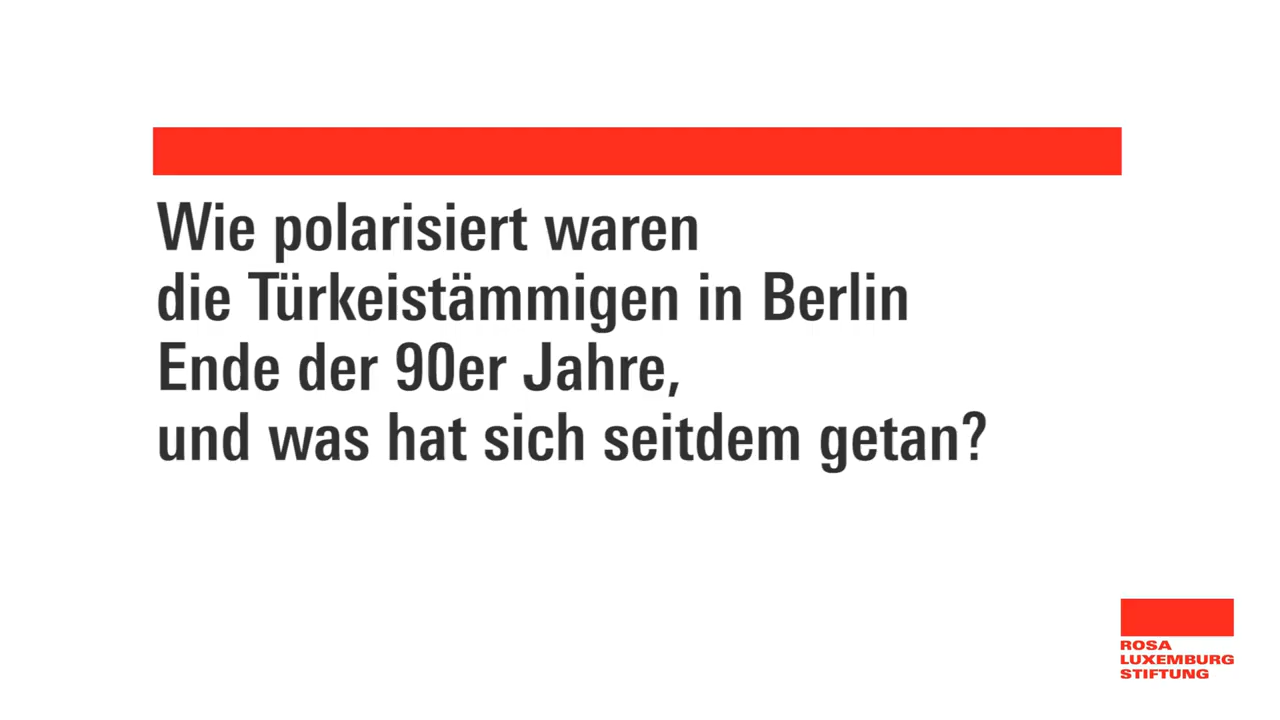 Wie polarisiert waren
die Türkeistämmigen in Berlin
Ende der 90er Jahre,
und was hat sich seitdem getan?
ROSA
LUXEMBURG
STIFTUNG